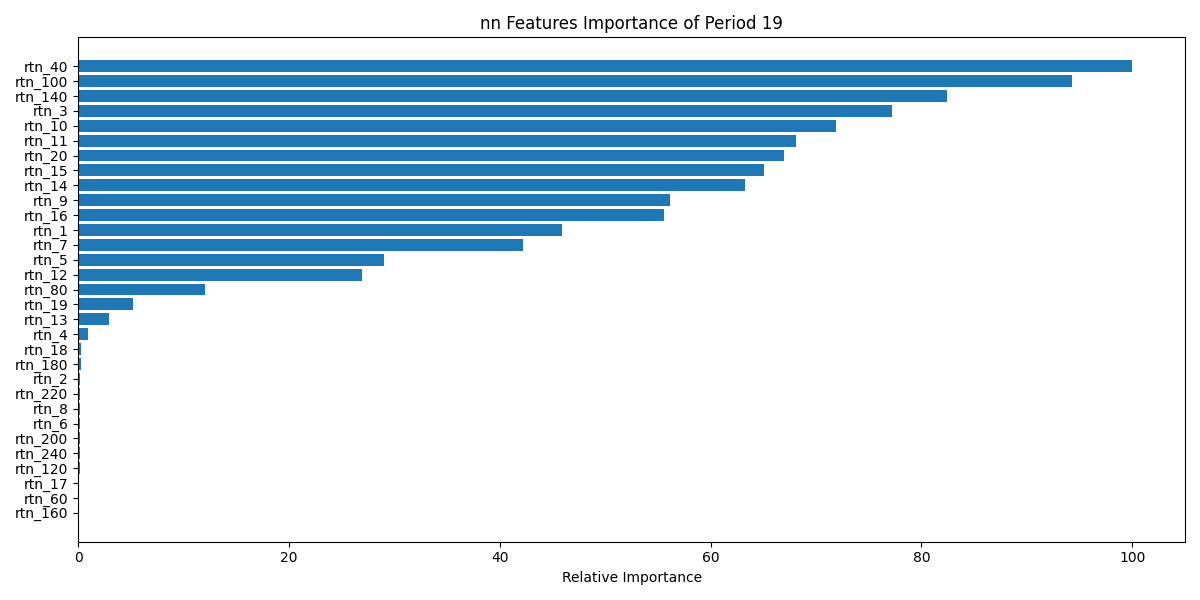 nn Features Importance of Period 19
rtn_40
rtn_100
rtn_140
rtn_3
rtn_10
rtn_11
rtn_20
rtn_15
rtn_14
rtn_9
rtn_16
rtn_1
rtn_7
rtn_5
rtn_12
rtn_80
rtn_19
rtn_13
rtn_4
rtn_18
rtn_180
rtn_2
rtn_220
rtn_8
rtn_6
rtn_200
rtn_240
rtn_120
rtn_17
rtn_60
rtn_160
0 20 40 60 80 100
Relative Importance